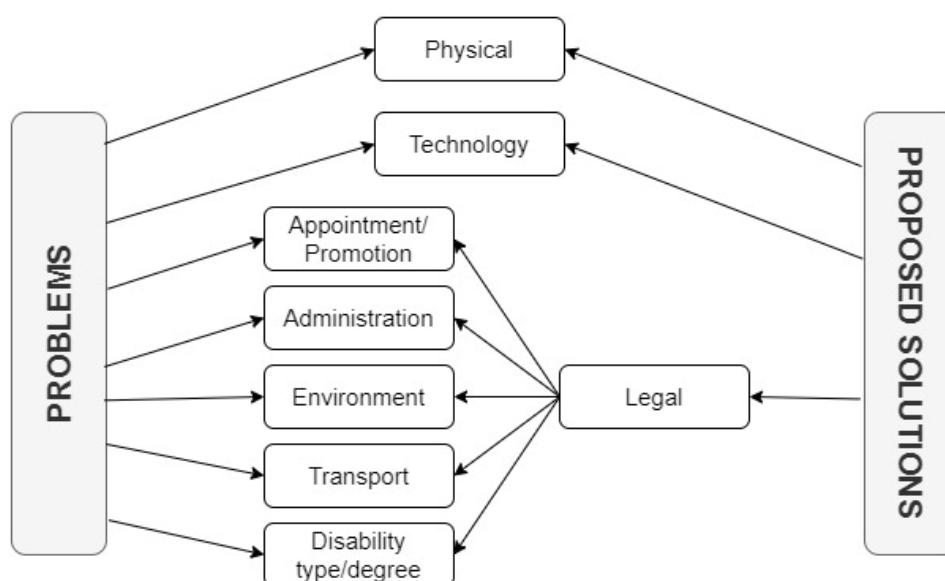 Physical
Technology
Appointment/
Promotion
Administration
Environment
Legal
Transport
Disability
type/degree
PROBLEMS
PROPOSED SOLUTIONS